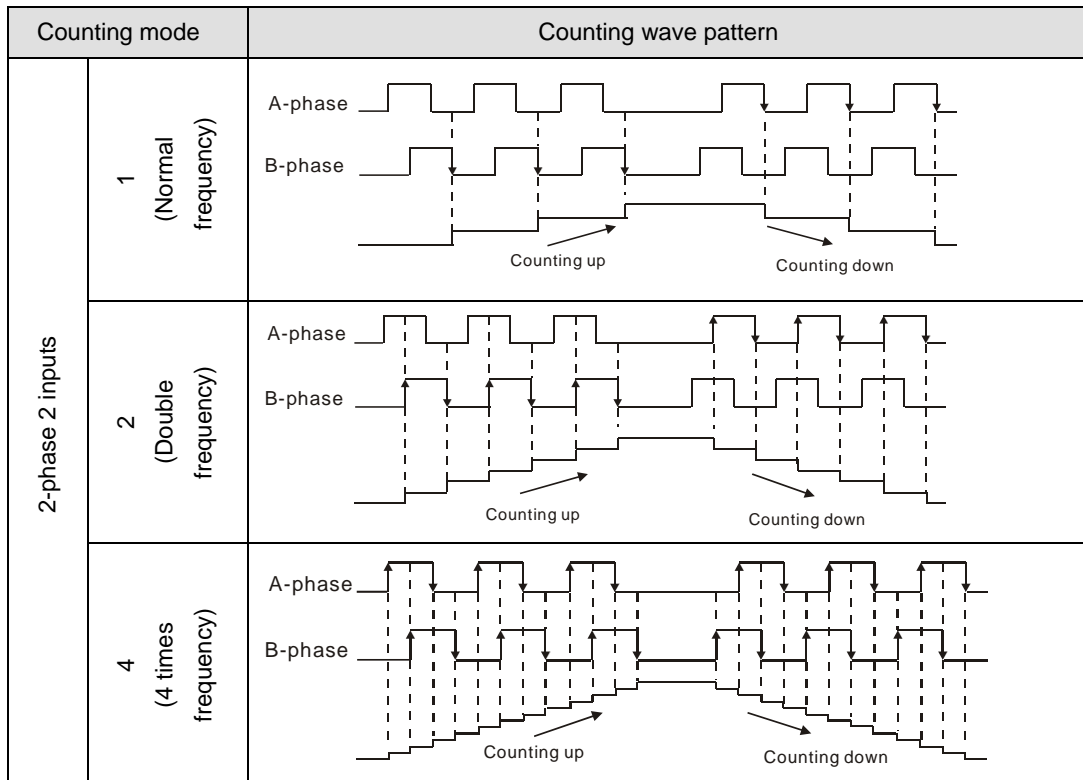 Counting mode
Counting wave pattern
2-phase 2 inputs
1
(Normal
frequency)
A-phase
B-phase
Counting up
Counting down
2
(Double
frequency)
A-phase
B-phase
Counting up
Counting down
4
(4 times
frequency)
A-phase
B-phase
Counting up
Counting down